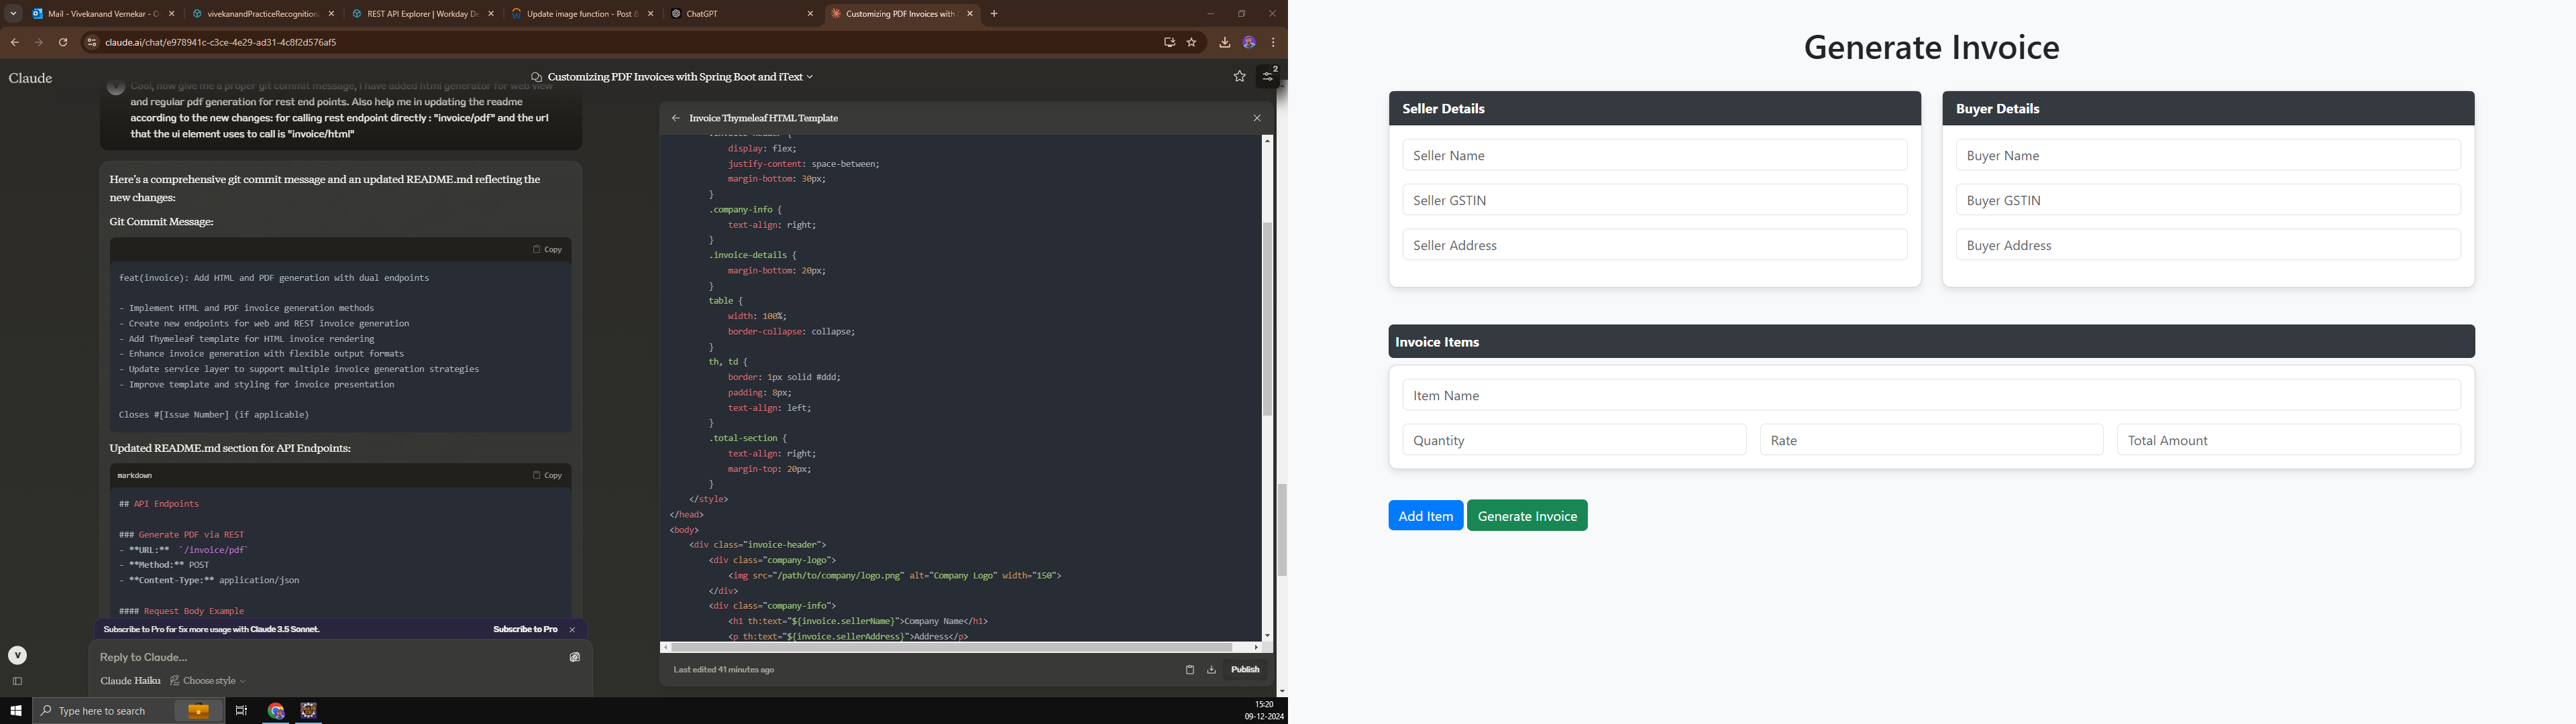 Mail - Vivekanand Vernekar - O
vivekanandPracticeRecognition
REST API Explorer | Workday De
Update image function - Post &
ChatGPT
Customizing PDF Invoices with
claude.ai/chat/e978941c-c3ce-4e29-ad31-4c8f2d576af5
Claude
Customizing PDF Invoices with Spring Boot and iText
2
V
Cool, now give me a proper git commit message, I have added html generator for web view
and regular pdf generation for rest end points. Also help me in updating the readme
according to the new changes: for calling rest endpoint directly : "invoice/pdf" and the url
that the ui element uses to call is "invoice/html"
Here's a comprehensive git commit message and an updated README.md reflecting the
new changes:
Git Commit Message:
Copy
feat(invoice): Add HTML and PDF generation with dual endpoints
- Implement HTML and PDF invoice generation methods
- Create new endpoints for web and REST invoice generation
- Add Thymeleaf template for HTML invoice rendering
- Enhance invoice generation with flexible output formats
- Update service layer to support multiple invoice generation strategies
- Improve template and styling for invoice presentation
Closes #[Issue Number] (if applicable)
Updated README.md section for API Endpoints:
markdown
Copy
## API Endpoints
### Generate PDF via REST
- **URL:** `/invoice/pdf`
- **Method:** POST
- **Content-Type:** application/json
#### Request Body Example
Subscribe to Pro for 5x more usage with Claude 3.5 Sonnet.
Subscribe to Pro
Reply to Claude...
Claude Haiku
Choose style
V
Invoice Thymeleaf HTML Template
.invoice-header {
display: flex;
justify-content: space-between;
margin-bottom: 30px;
}
.company-info {
text-align: right;
}
.invoice-details {
margin-bottom: 20px;
}
table {
width: 100%;
border-collapse: collapse;
}
th, td {
border: 1px solid #ddd;
padding: 8px;
text-align: left;
}
.total-section {
text-align: right;
margin-top: 20px;
}
</style>
</head>
<body>
<div class="invoice-header">
<div class="company-logo">
<img src="/path/to/company/logo.png" alt="Company Logo" width="150">
</div>
<div class="company-info">
<h1 th:text="${invoice.sellerName}">Company Name</h1>
<p th:text="${invoice.sellerAddress}">Address</p>
Last edited 41 minutes ago
Publish
Type here to search
15:20
09-12-2024
Generate Invoice
Seller Details
Seller Name
Seller GSTIN
Seller Address
Buyer Details
Buyer Name
Buyer GSTIN
Buyer Address
Invoice Items
Item Name
Quantity
Rate
Total Amount
Add Item
Generate Invoice